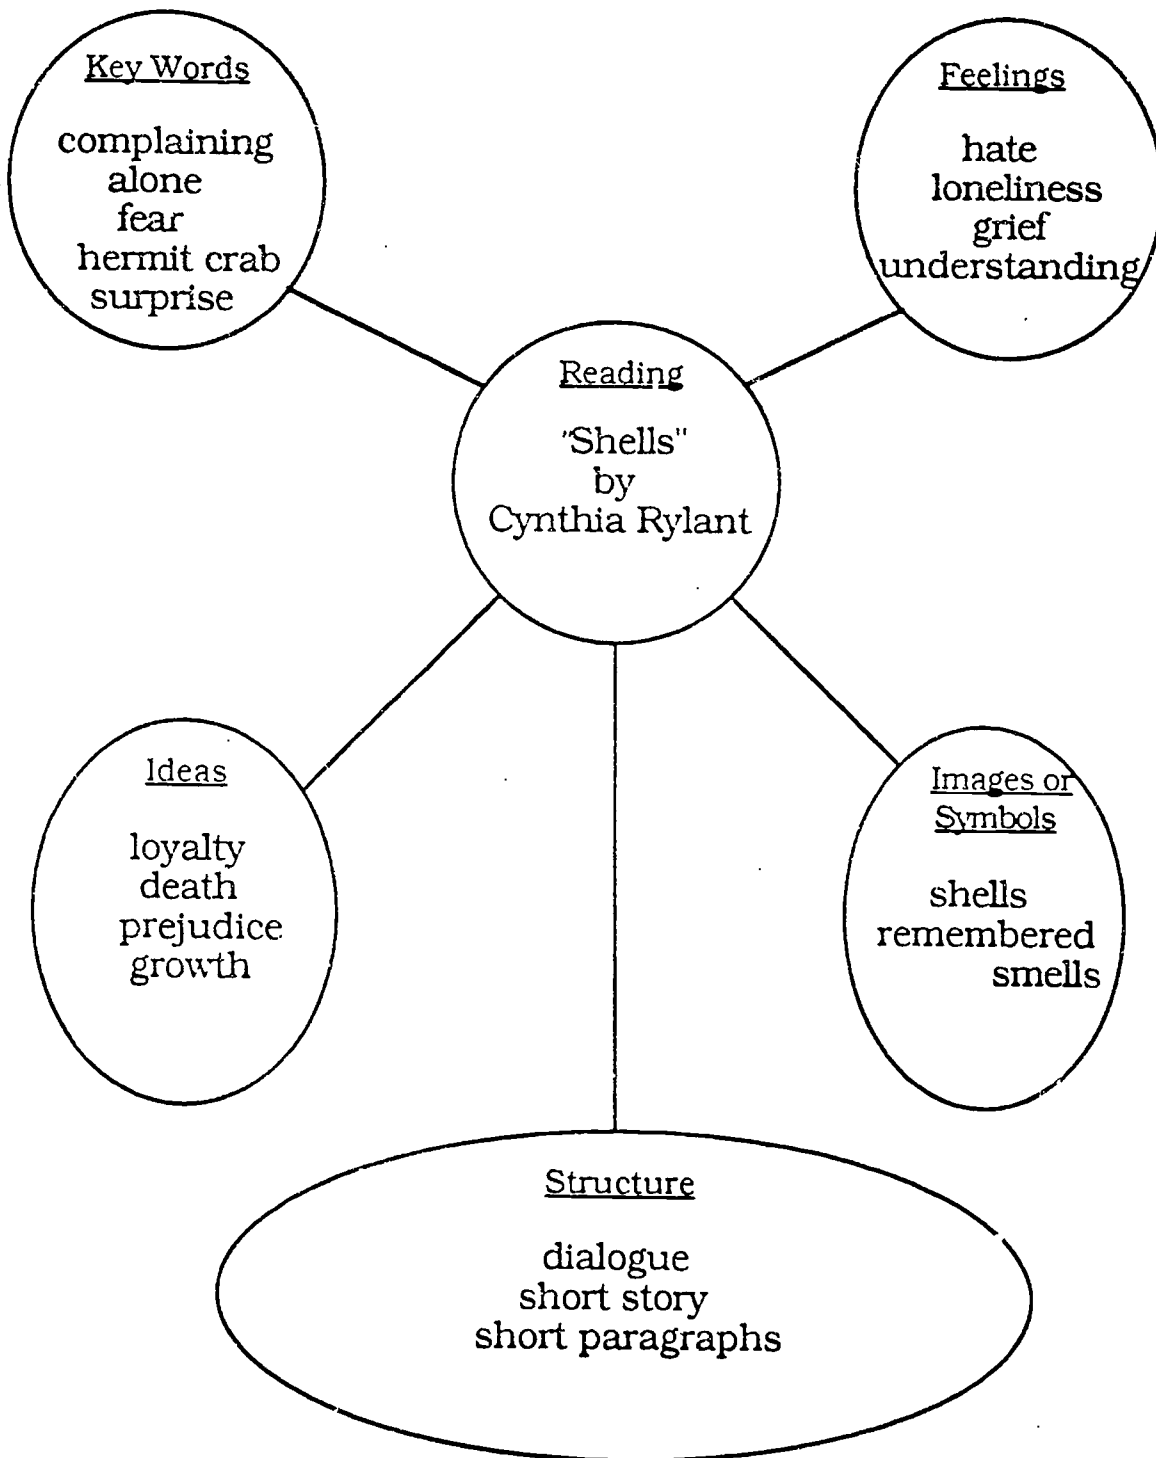 Key Words
complaining
alone
fear
hermit crab
surprise
Feelings
hate
loneliness
grief
understanding
Reading
"Shells"
by
Cynthia Rylant
Ideas
loyalty
death
prejudice
growth
Images or
Symbols
shells
remembered
smells
Structure
dialogue
short story
short paragraphs